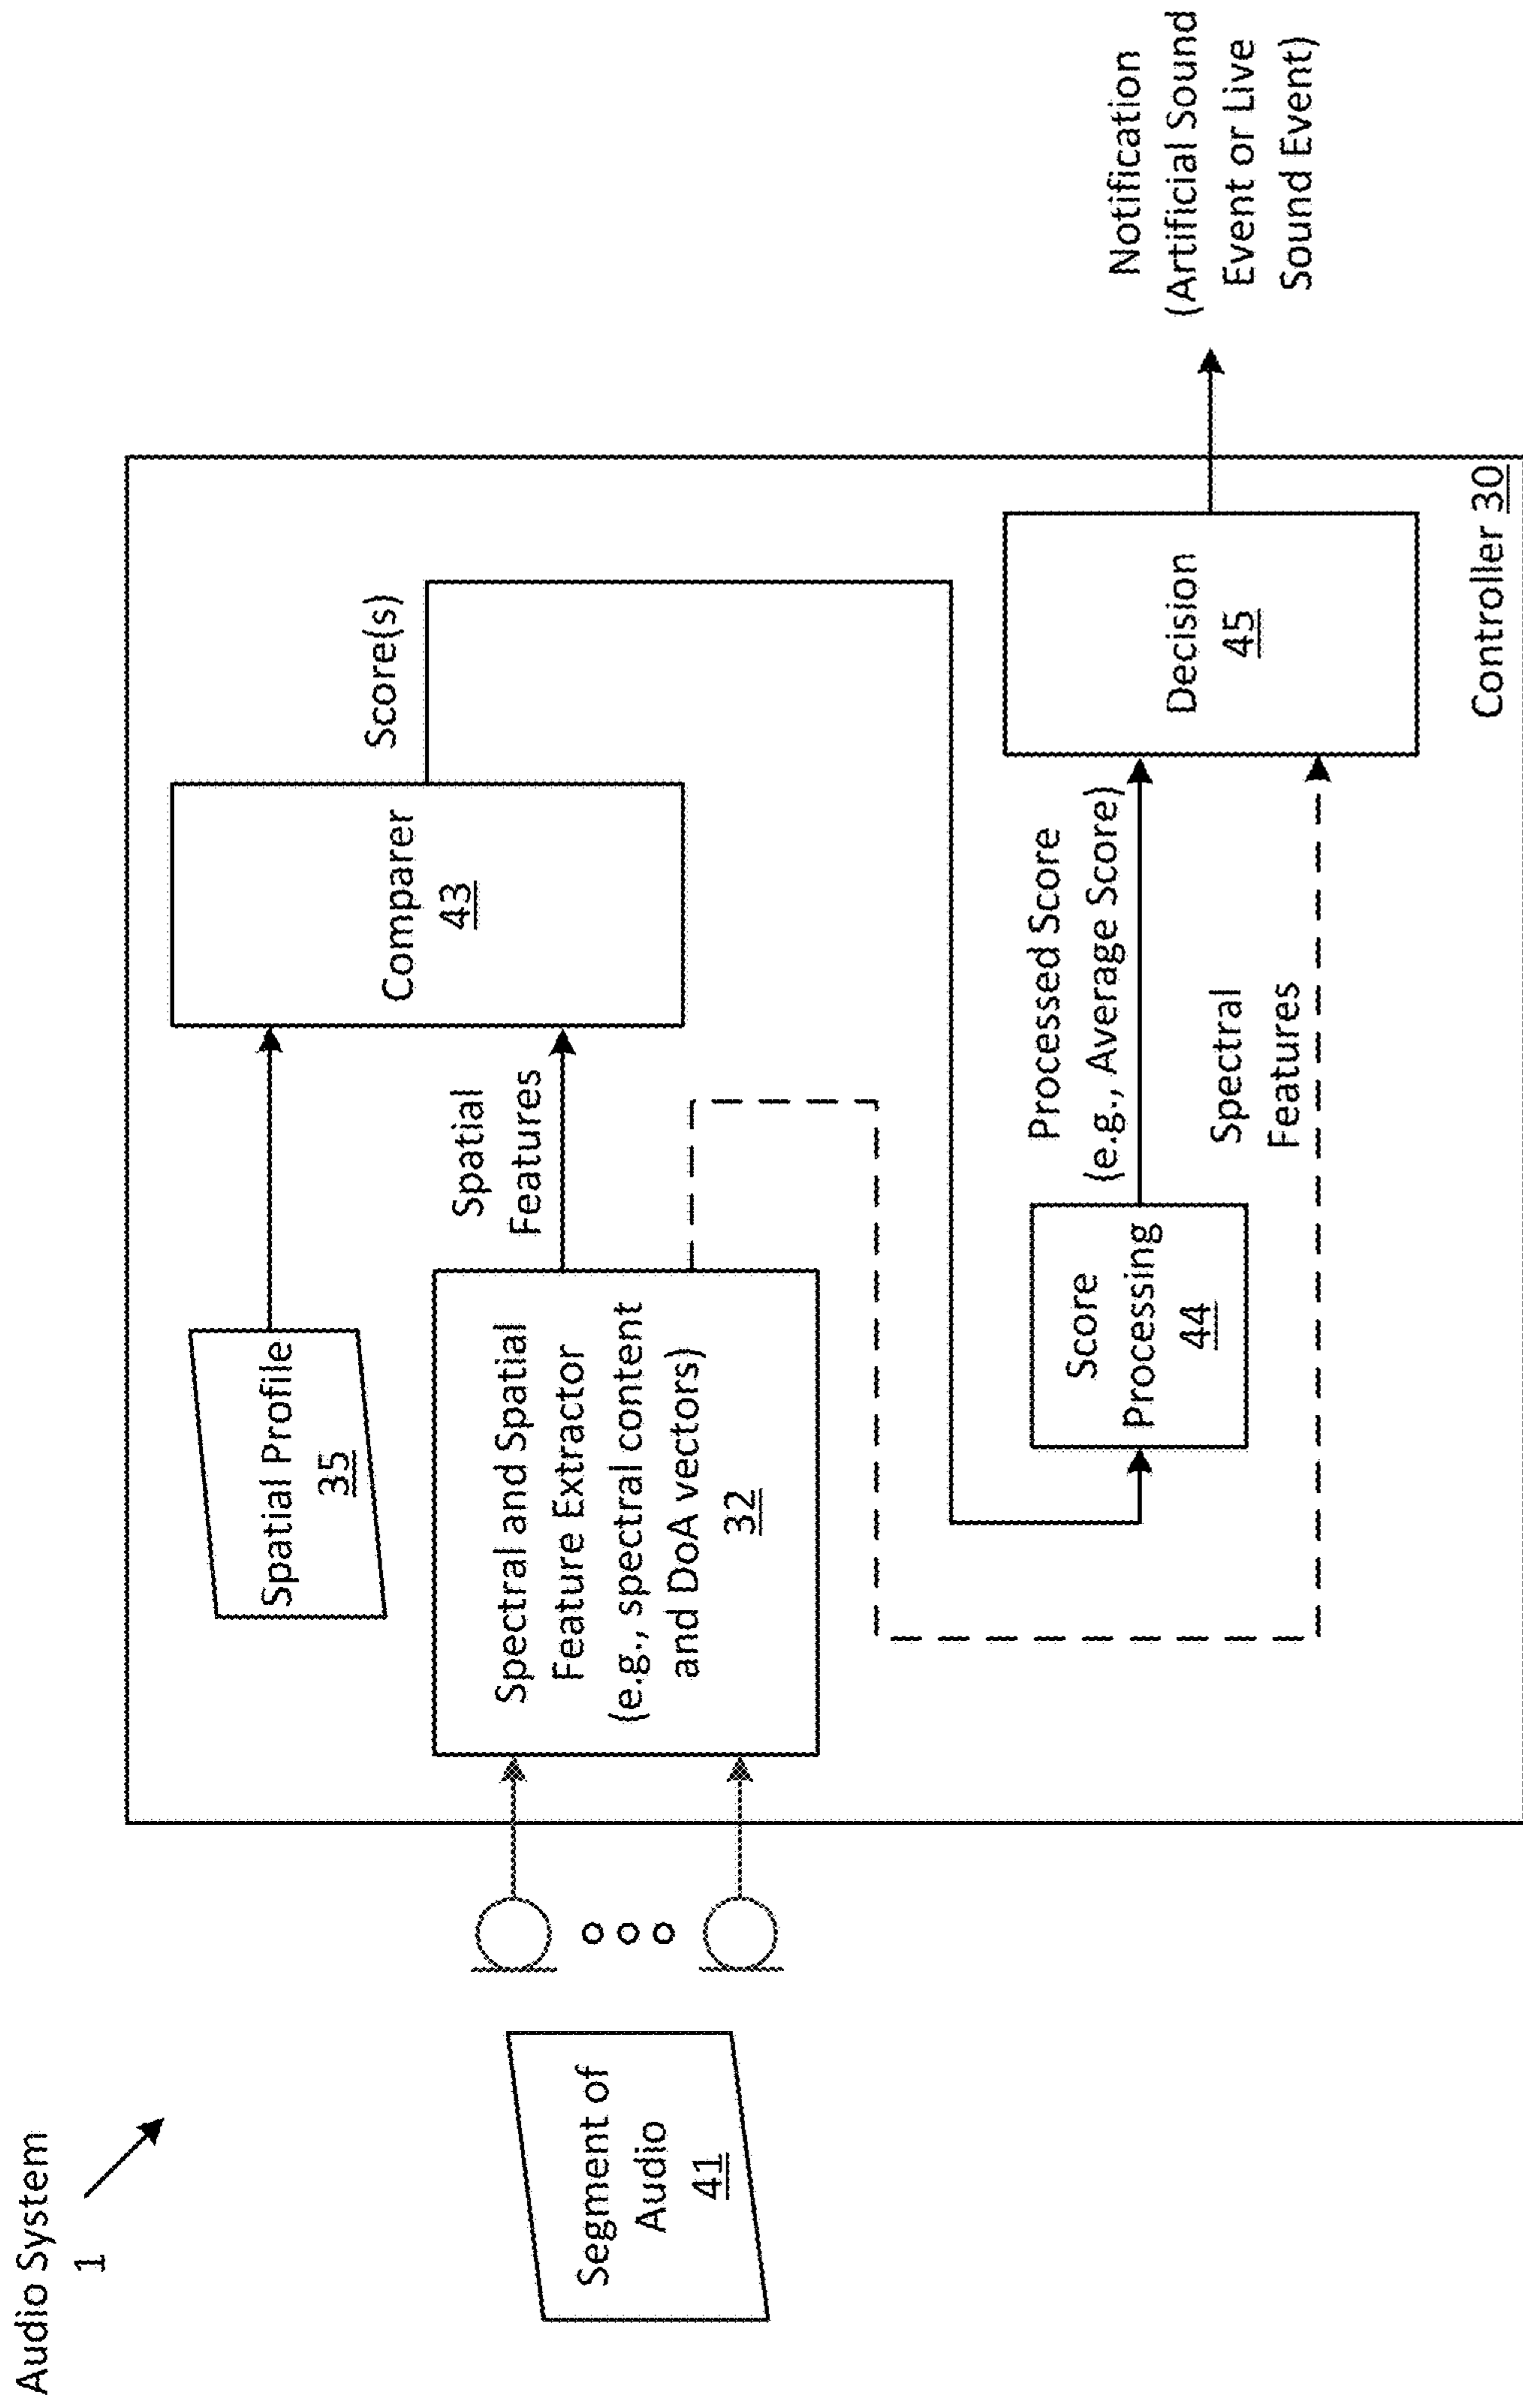 Audio System
1
Segment of
Audio
41
Spatial Profile
35
Spectral and Spatial
Feature Extractor
(e.g., spectral content
and DoA vectors)
32
Spatial
Features
Comparer
43
Score(s)
Score
Processing
44
Processed Score
(e.g., Average Score)
Spectral
Features
Decision
45
Controller 30
Notification
(Artificial Sound
Event or Live
Sound Event)